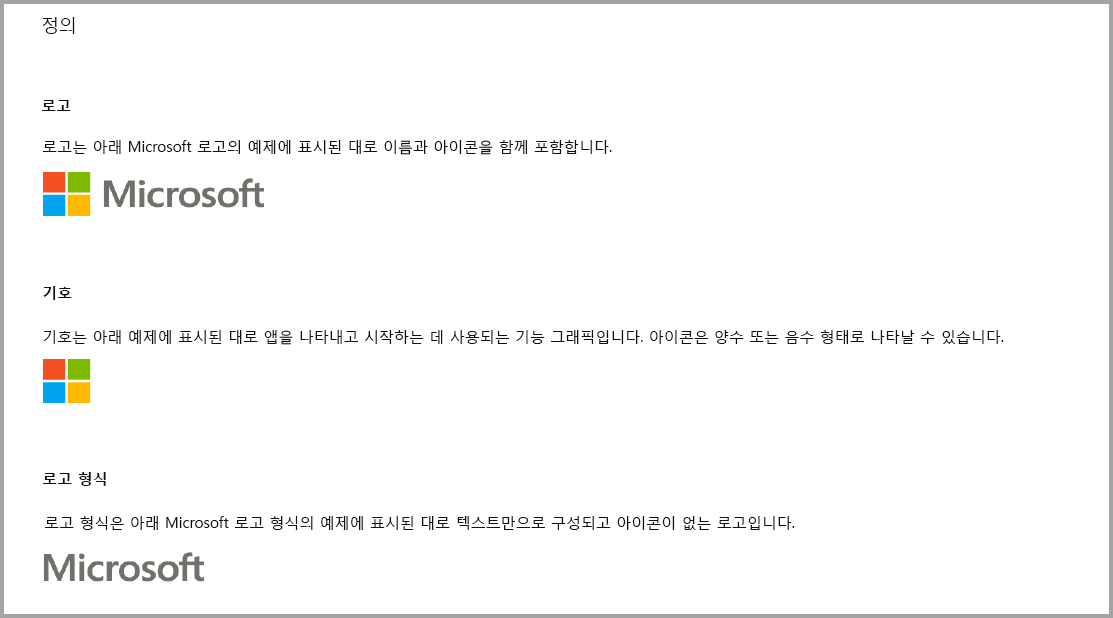 정의
로고
로고는 아래 Microsoft 로고의 예제에 표시된 대로 이름과 아이콘을 함께 포함합니다.
Microsoft
기호
기호는 아래 예제에 표시된 대로 앱을 나타내고 시작하는 데 사용되는 기능 그래픽입니다. 아이콘은 양수 또는 음수 형태로 나타날 수 있습니다.
로고 형식
로고 형식은 아래 Microsoft 로고 형식의 예제에 표시된 대로 텍스트만으로 구성되고 아이콘이 없는 로고입니다.
Microsoft